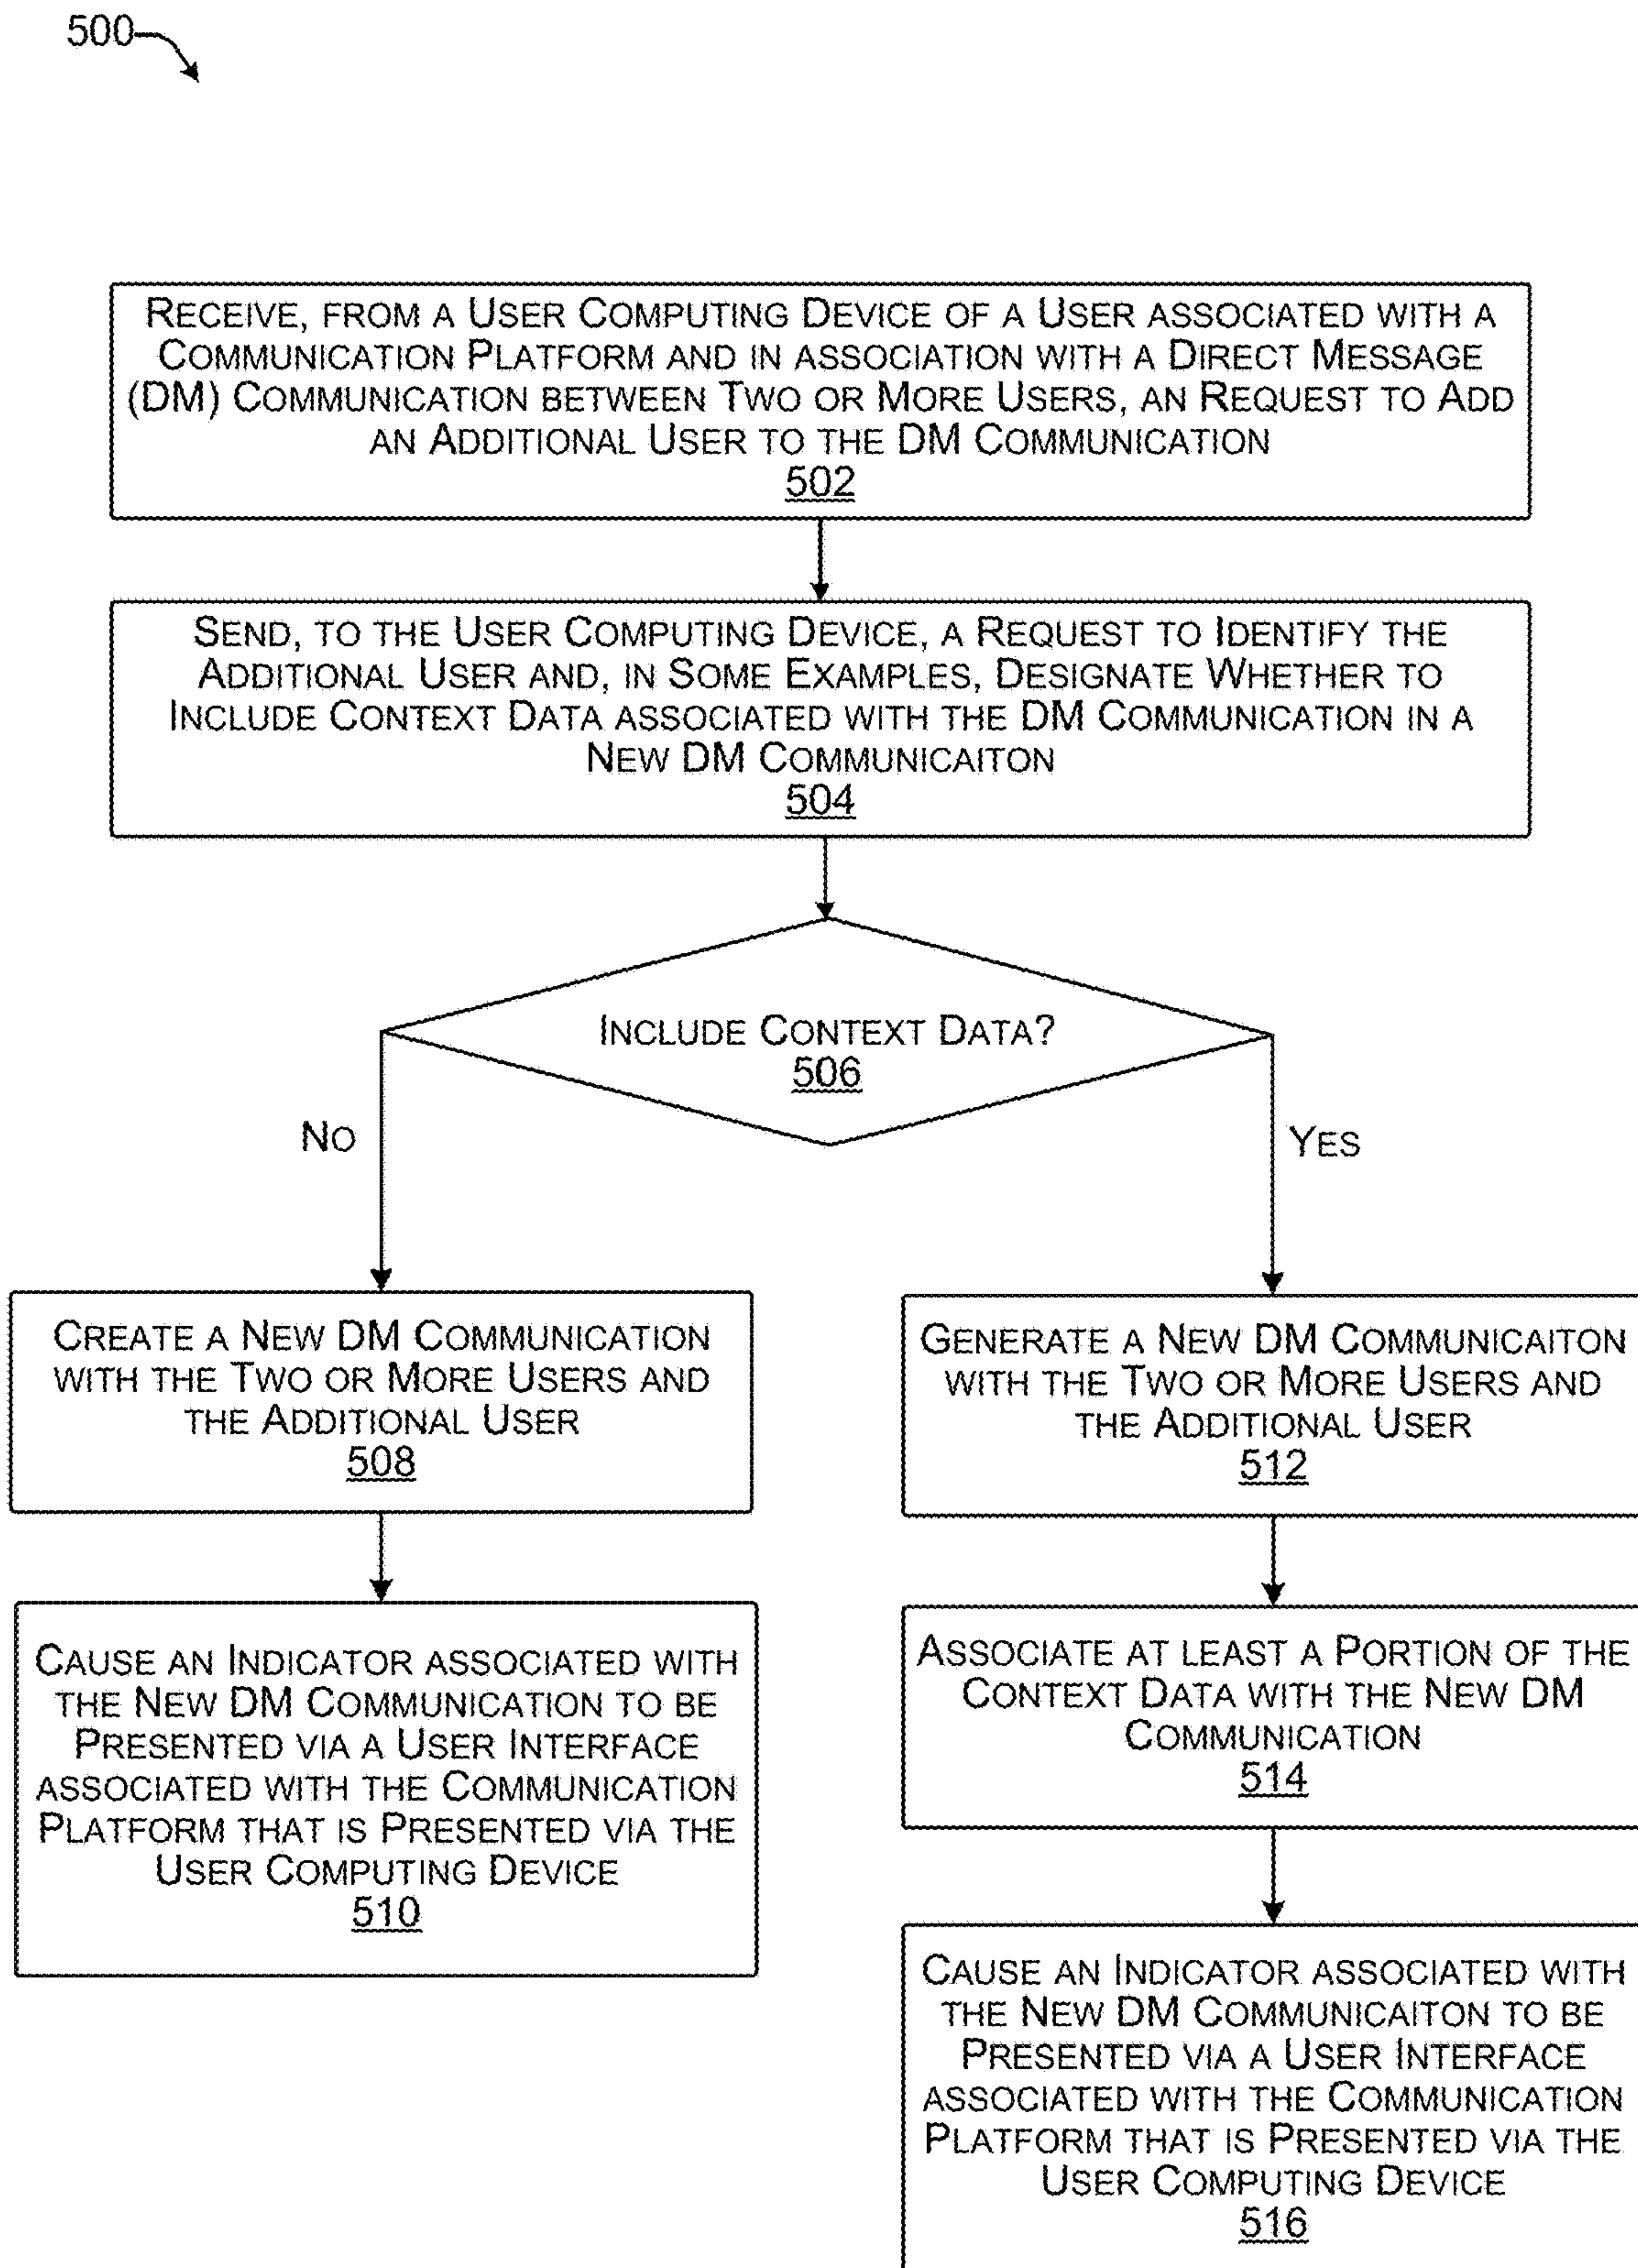 500
RECEIVE, FROM A USER COMPUTING DEVICE OF A USER ASSOCIATED WITH A
COMMUNICATION PLATFORM AND IN ASSOCIATION WITH A DIRECT MESSAGE
(DM) COMMUNICATION BETWEEN TWO OR MORE USERS, AN REQUEST TO ADD
AN ADDITIONAL USER TO THE DM COMMUNICATION
502
SEND, TO THE USER COMPUTING DEVICE, A REQUEST TO IDENTIFY THE
ADDITIONAL USER AND, IN SOME EXAMPLES, DESIGNATE WHETHER TO
INCLUDE CONTEXT DATA ASSOCIATED WITH THE DM COMMUNICATION IN A
NEW DM COMMUNICAITON
504
INCLUDE CONTEXT DATA?
506
NO
YES
CREATE A NEW DM COMMUNICATION
WITH THE TWO OR MORE USERS AND
THE ADDITIONAL USER
508
CAUSE AN INDICATOR ASSOCIATED WITH
THE NEW DM COMMUNICATION TO BE
PRESENTED VIA A USER INTERFACE
ASSOCIATED WITH THE COMMUNICATION
PLATFORM THAT IS PRESENTED VIA THE
USER COMPUTING DEVICE
510
GENERATE A NEW DM COMMUNICAITON
WITH THE TWO OR MORE USERS AND
THE ADDITIONAL USER
512
ASSOCIATE AT LEAST A PORTION OF THE
CONTEXT DATA WITH THE NEW DM
COMMUNICATION
514
CAUSE AN INDICATOR ASSOCIATED WITH
THE NEW DM COMMUNICAITON TO BE
PRESENTED VIA A USER INTERFACE
ASSOCIATED WITH THE COMMUNICATION
PLATFORM THAT IS PRESENTED VIA THE
USER COMPUTING DEVICE
516